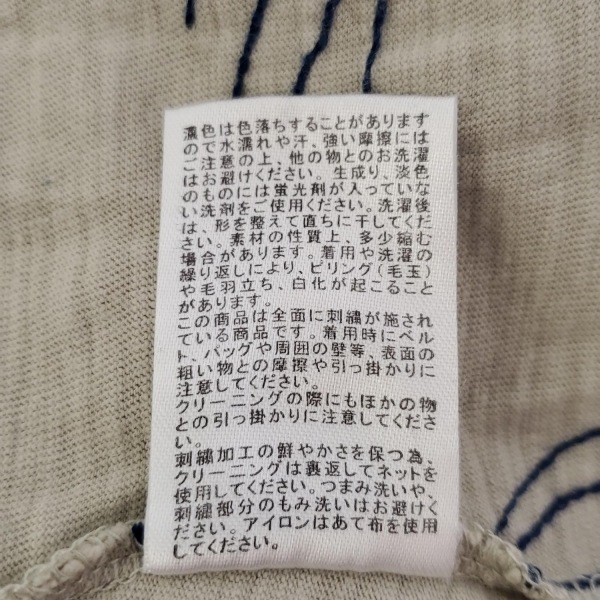 濃色は色落ちすることがあります
ので水濡れや汗、強い摩擦には
ご注意の上、他の物とのお洗濯
はお避けください。生成り、淡色
のものには蛍光剤が入っていな
い洗剤をご使用ください。洗濯後
は、形を整えて直ちに干してくだ
さい。素材の性質上、多少縮む
場合があります。着用や洗濯の
繰り返しにより、ピリング(毛玉)
や毛羽立ち、白化が起こること
があります。
この商品は全面に刺繍が施され
ている商品です。着用時にベル
ト、バッグや周囲の壁等、表面の
粗い物との摩擦や引っ掛かりに
注意してください。
クリーニングの際にもほかの物
との引っ掛かりに注意してくださ
い。
刺繍加工の鮮やかさを保つ為、
クリーニングは裏返してネットを
使用してください。つまみ洗いや、
刺繍部分のもみ洗いはお避けく
ださい。アイロンはあて布を使用
してください。